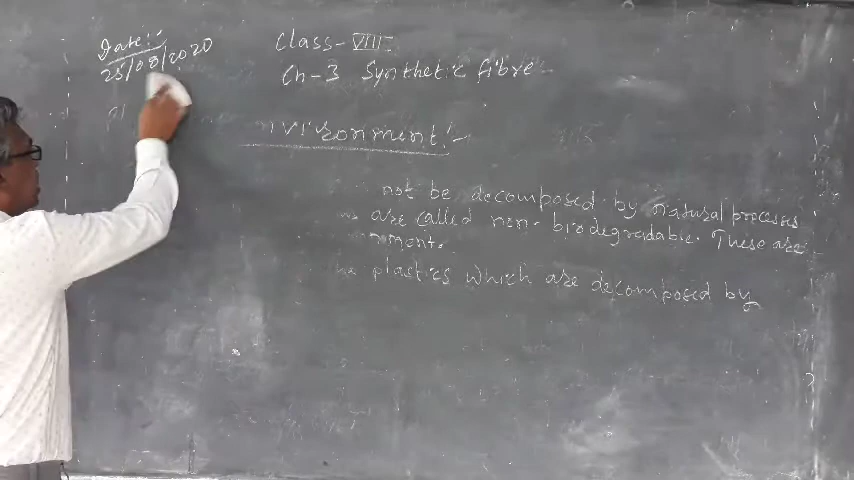 Date:-
25/08/2020
Class- VIII
Ch-3 Synthetic fibre
nvironment:-
not be decomposed by natural processes
are called non-biodegradable. These are
nment.
plastics which are decomposed by